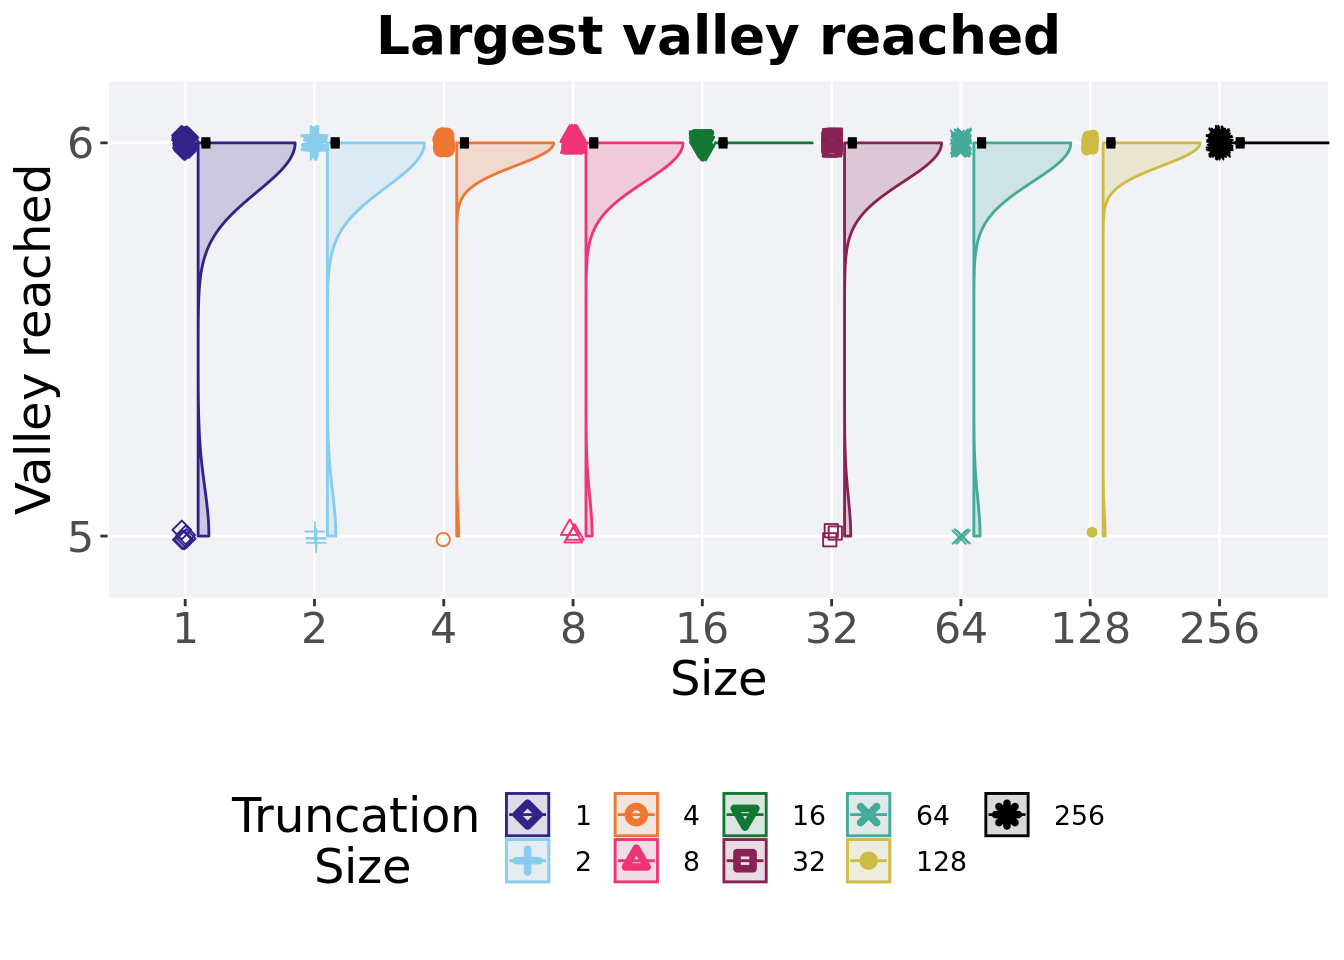 Largest valley reached
Valley reached
6
5
1 2 4 8 16 32 64 128 256
Size
Truncation
Size
1 4 16 64 256
2 8 32 128